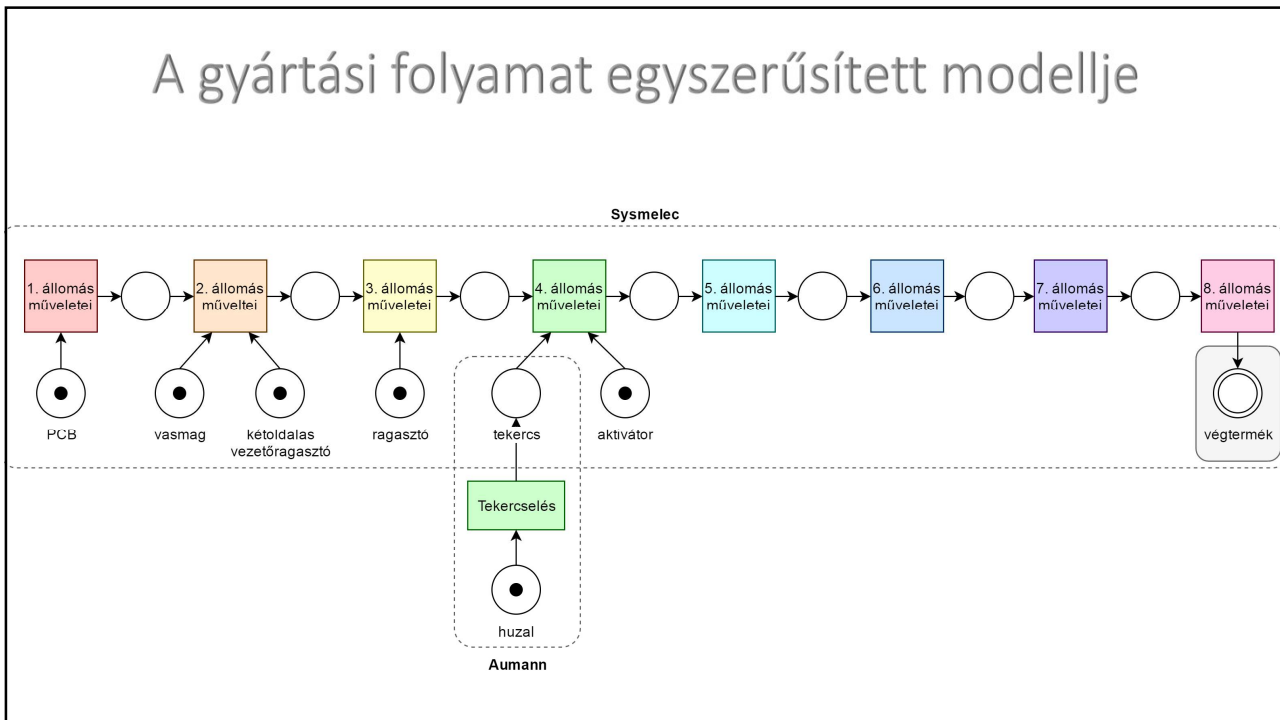 A gyártási folyamat egyszerűsített modellje
Sysmelec
1. állomás
műveletei
2. állomás
műveltei
3. állomás
műveletei
4. állomás
műveletei
5. állomás
műveletei
6. állomás
műveletei
7. állomás
műveletei
8. állomás
műveletei
PCB
vasmag
kétoldalas
vezetőragasztó
ragasztó
tekercs
aktivátor
végtermék
Tekercselés
huzal
Aumann